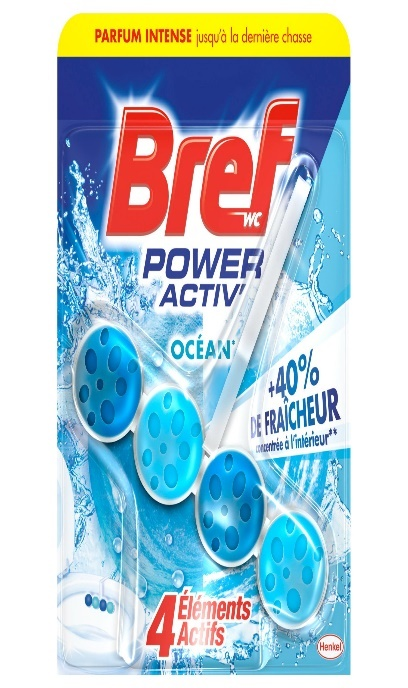 PARFUM INTENSE jusqu'à la dernière chasse
Bref
WC
POWER
ACTIV'
OCÉAN*
+40%
DE FRAÎCHEUR
concentrée à l'intérieur**
4 Éléments
Actifs
Henkel